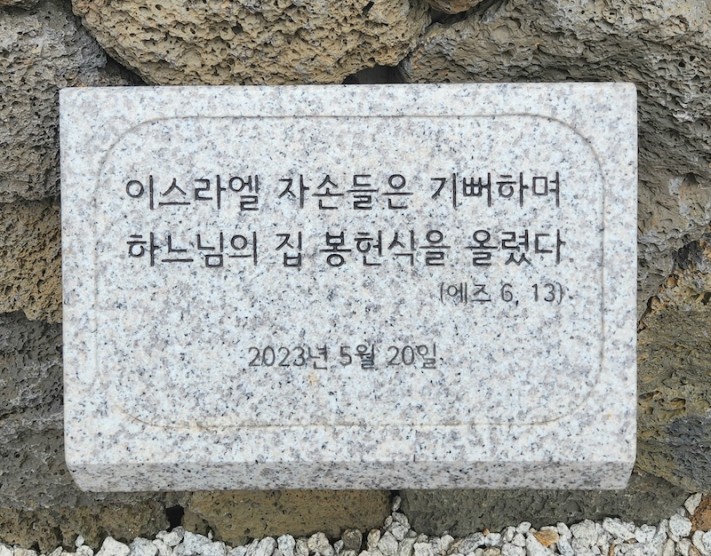 이스라엘 자손들은 기뻐하며
하느님의 집 봉헌식을 올렸다
(에즈 6, 13)
2023년 5월 20일